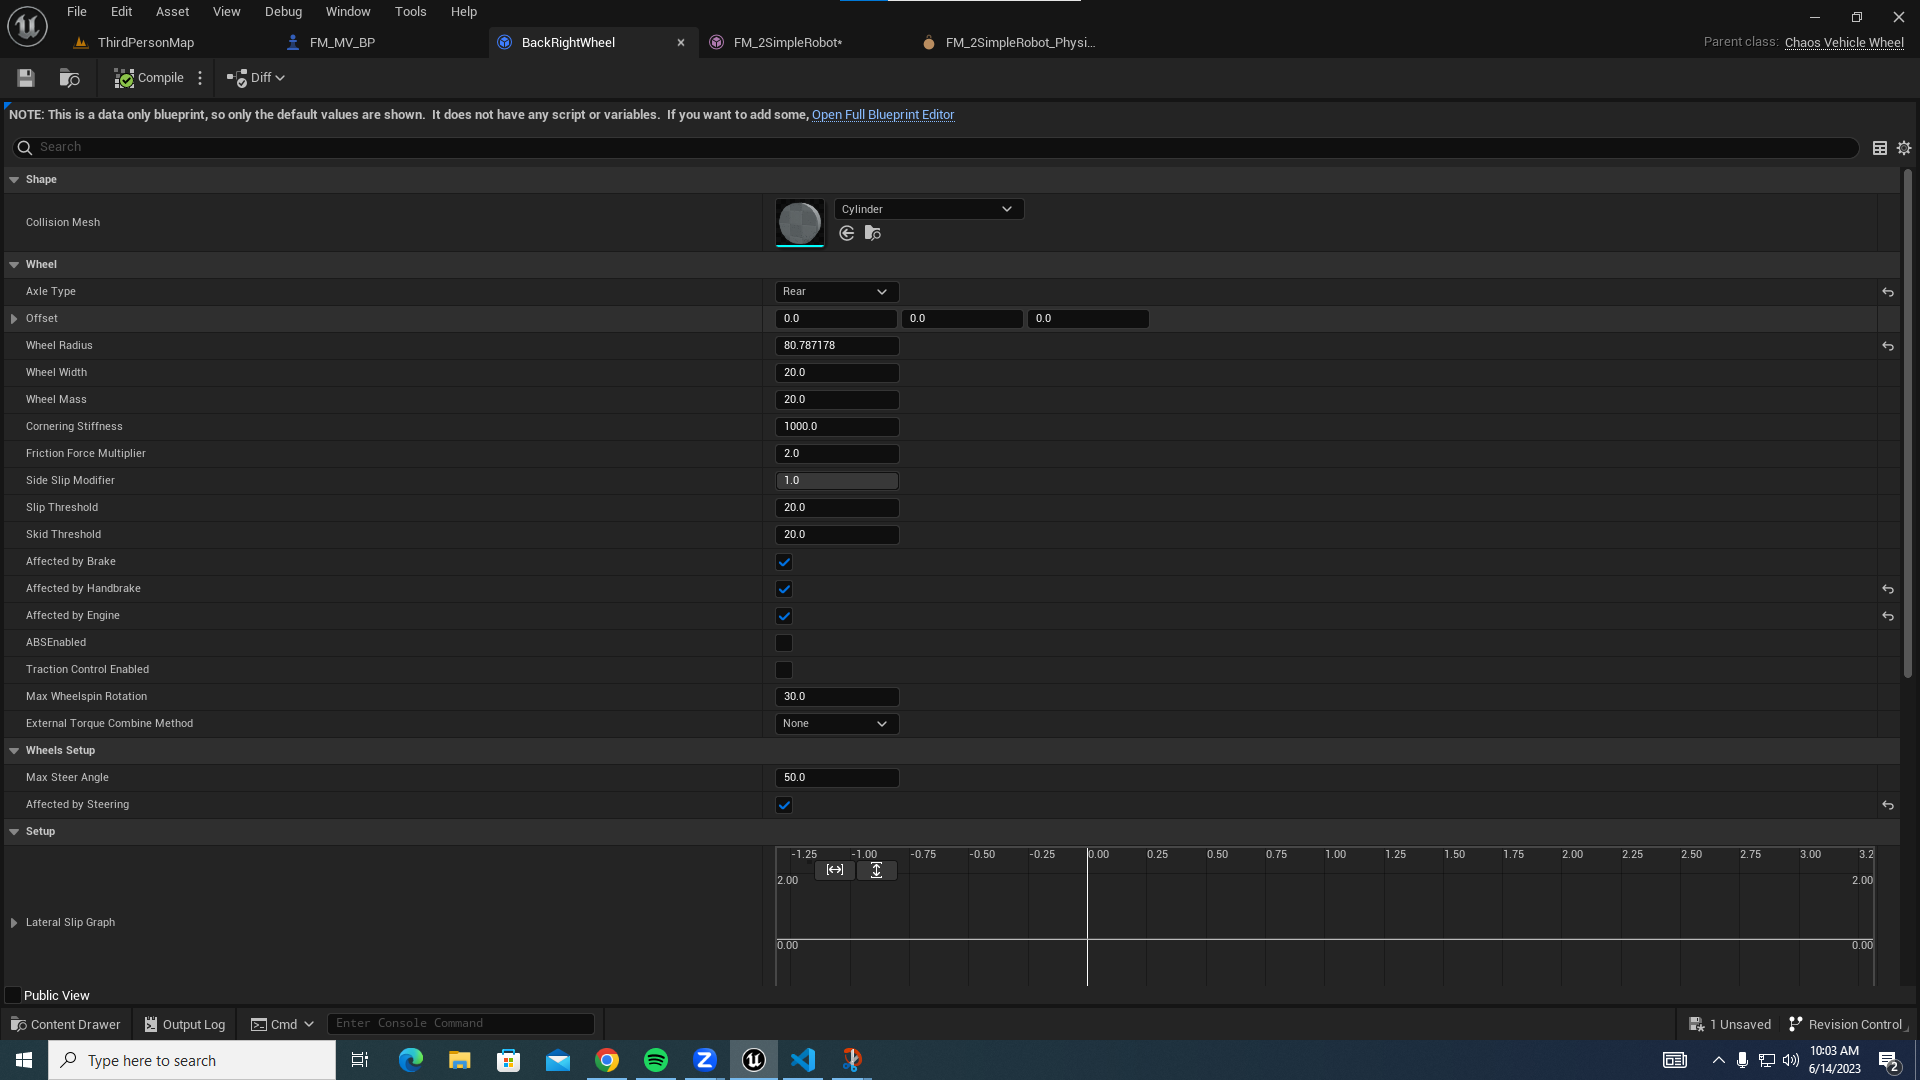 File Edit Asset View Debug Window Tools Help
ThirdPersonMap FM_MV_BP BackRightWheel FM_2SimpleRobot* FM_2SimpleRobot_Physi... Parent class: Chaos Vehicle Wheel
Compile Diff
NOTE: This is a data only blueprint, so only the default values are shown. It does not have any script or variables. If you want to add some, Open Full Blueprint Editor
Search
Shape
Collision Mesh Cylinder
Wheel
Axle Type Rear
Offset 0.0 0.0 0.0
Wheel Radius 80.787178
Wheel Width 20.0
Wheel Mass 20.0
Cornering Stiffness 1000.0
Friction Force Multiplier 2.0
Side Slip Modifier 1.0
Slip Threshold 20.0
Skid Threshold 20.0
Affected by Brake
Affected by Handbrake
Affected by Engine
ABSEnabled
Traction Control Enabled
Max Wheelspin Rotation 30.0
External Torque Combine Method None
Wheels Setup
Max Steer Angle 50.0
Affected by Steering
Setup
-1.25 -1.00 -0.75 -0.50 -0.25 0.00 0.25 0.50 0.75 1.00 1.25 1.50 1.75 2.00 2.25 2.50 2.75 3.00 3.2
2.00 2.00
Lateral Slip Graph
0.00 0.00
Public View
Content Drawer Output Log Cmd Enter Console Command 1 Unsaved Revision Control
Type here to search 10:03 AM
6/14/2023 2